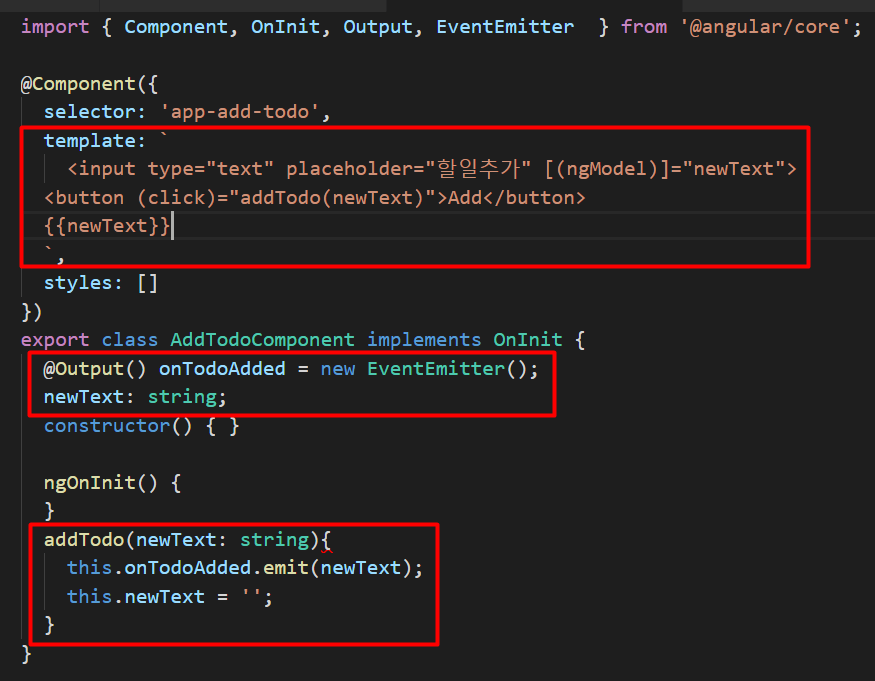 import { Component, OnInit, Output, EventEmitter  } from '@angular/core';
@Component({
  selector: 'app-add-todo',
  template: `
    <input type="text" placeholder="할일추가" [(ngModel)]="newText">
  <button (click)="addTodo(newText)">Add</button>
  {{newText}}
  `,
  styles: []
})
export class AddTodoComponent implements OnInit {
  @Output() onTodoAdded = new EventEmitter();
  newText: string;
  constructor() { }
  ngOnInit() {
  }
  addTodo(newText: string){
    this.onTodoAdded.emit(newText);
    this.newText = '';
  }
}